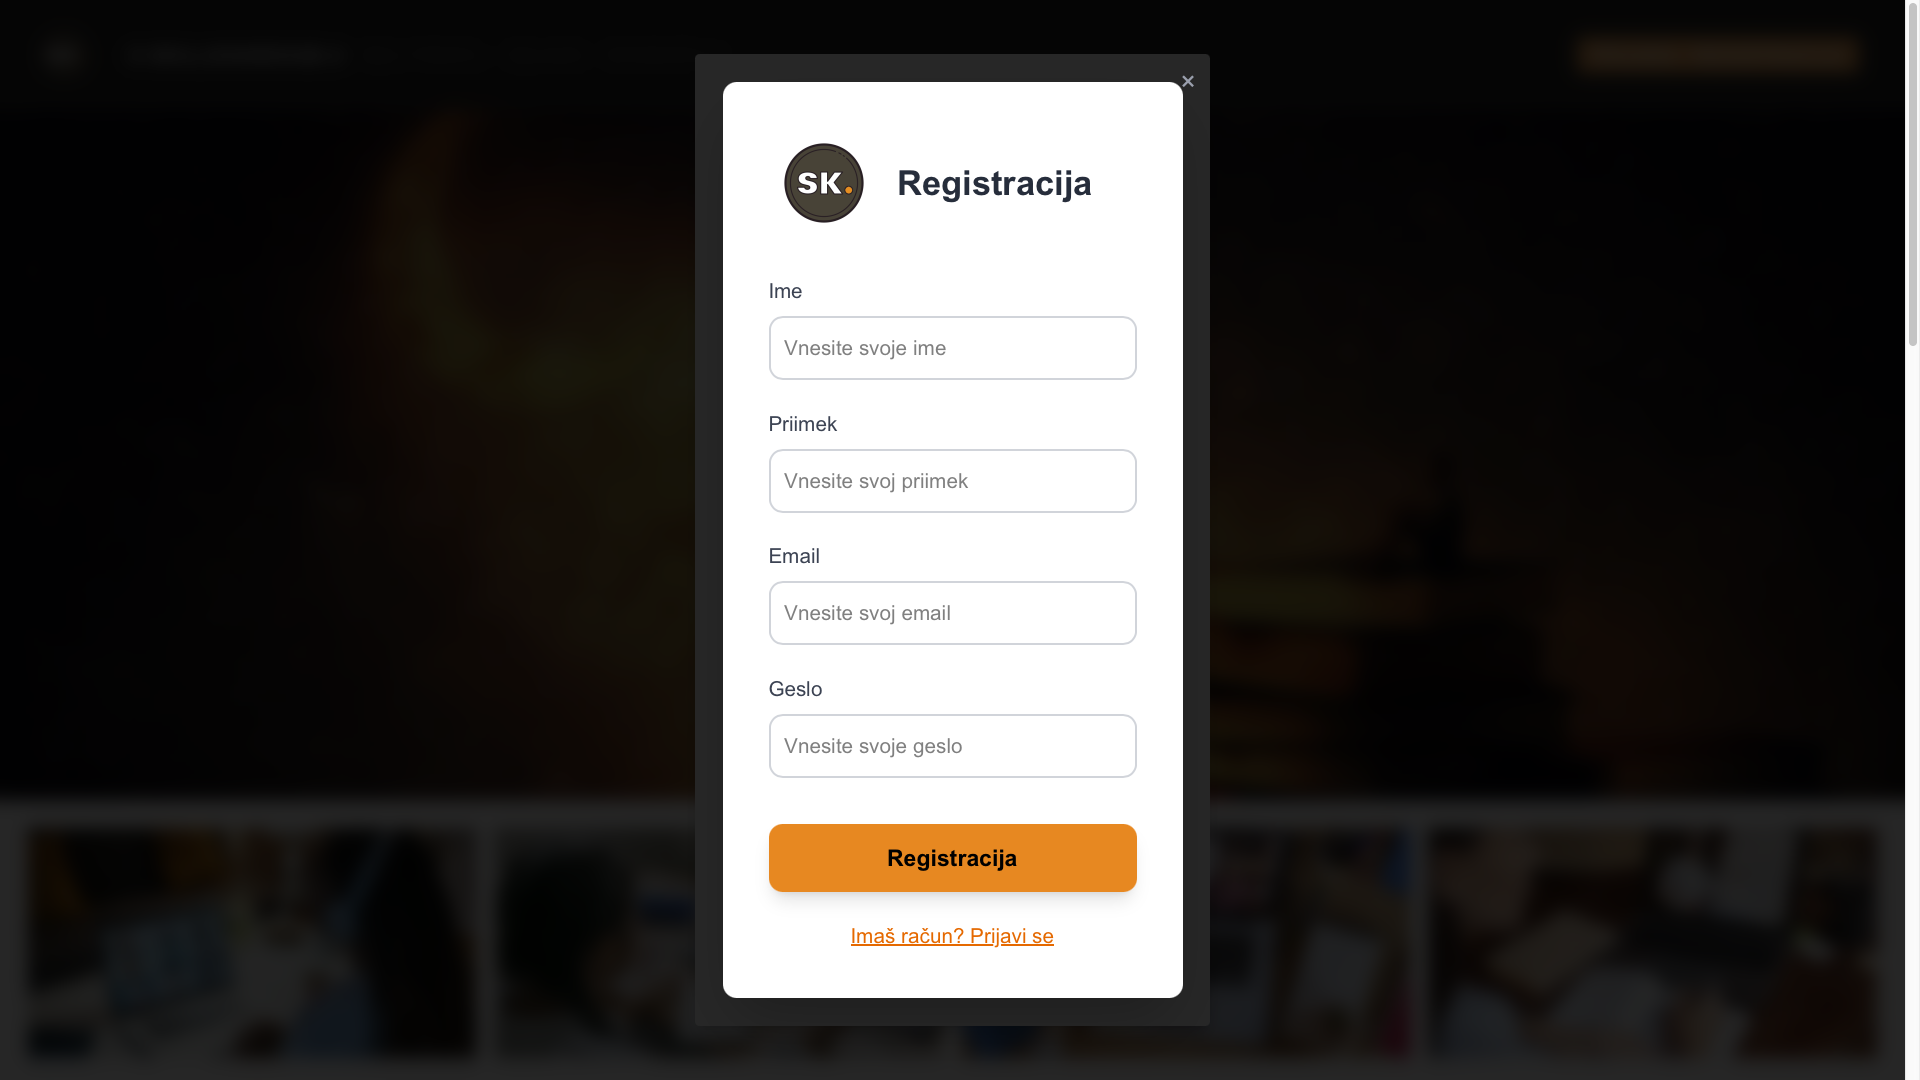 SK.
Registracija
Ime
Vnesite svoje ime
Priimek
Vnesite svoj priimek
Email
Vnesite svoj email
Geslo
Vnesite svoje geslo
Registracija
Imaš račun? Prijavi se